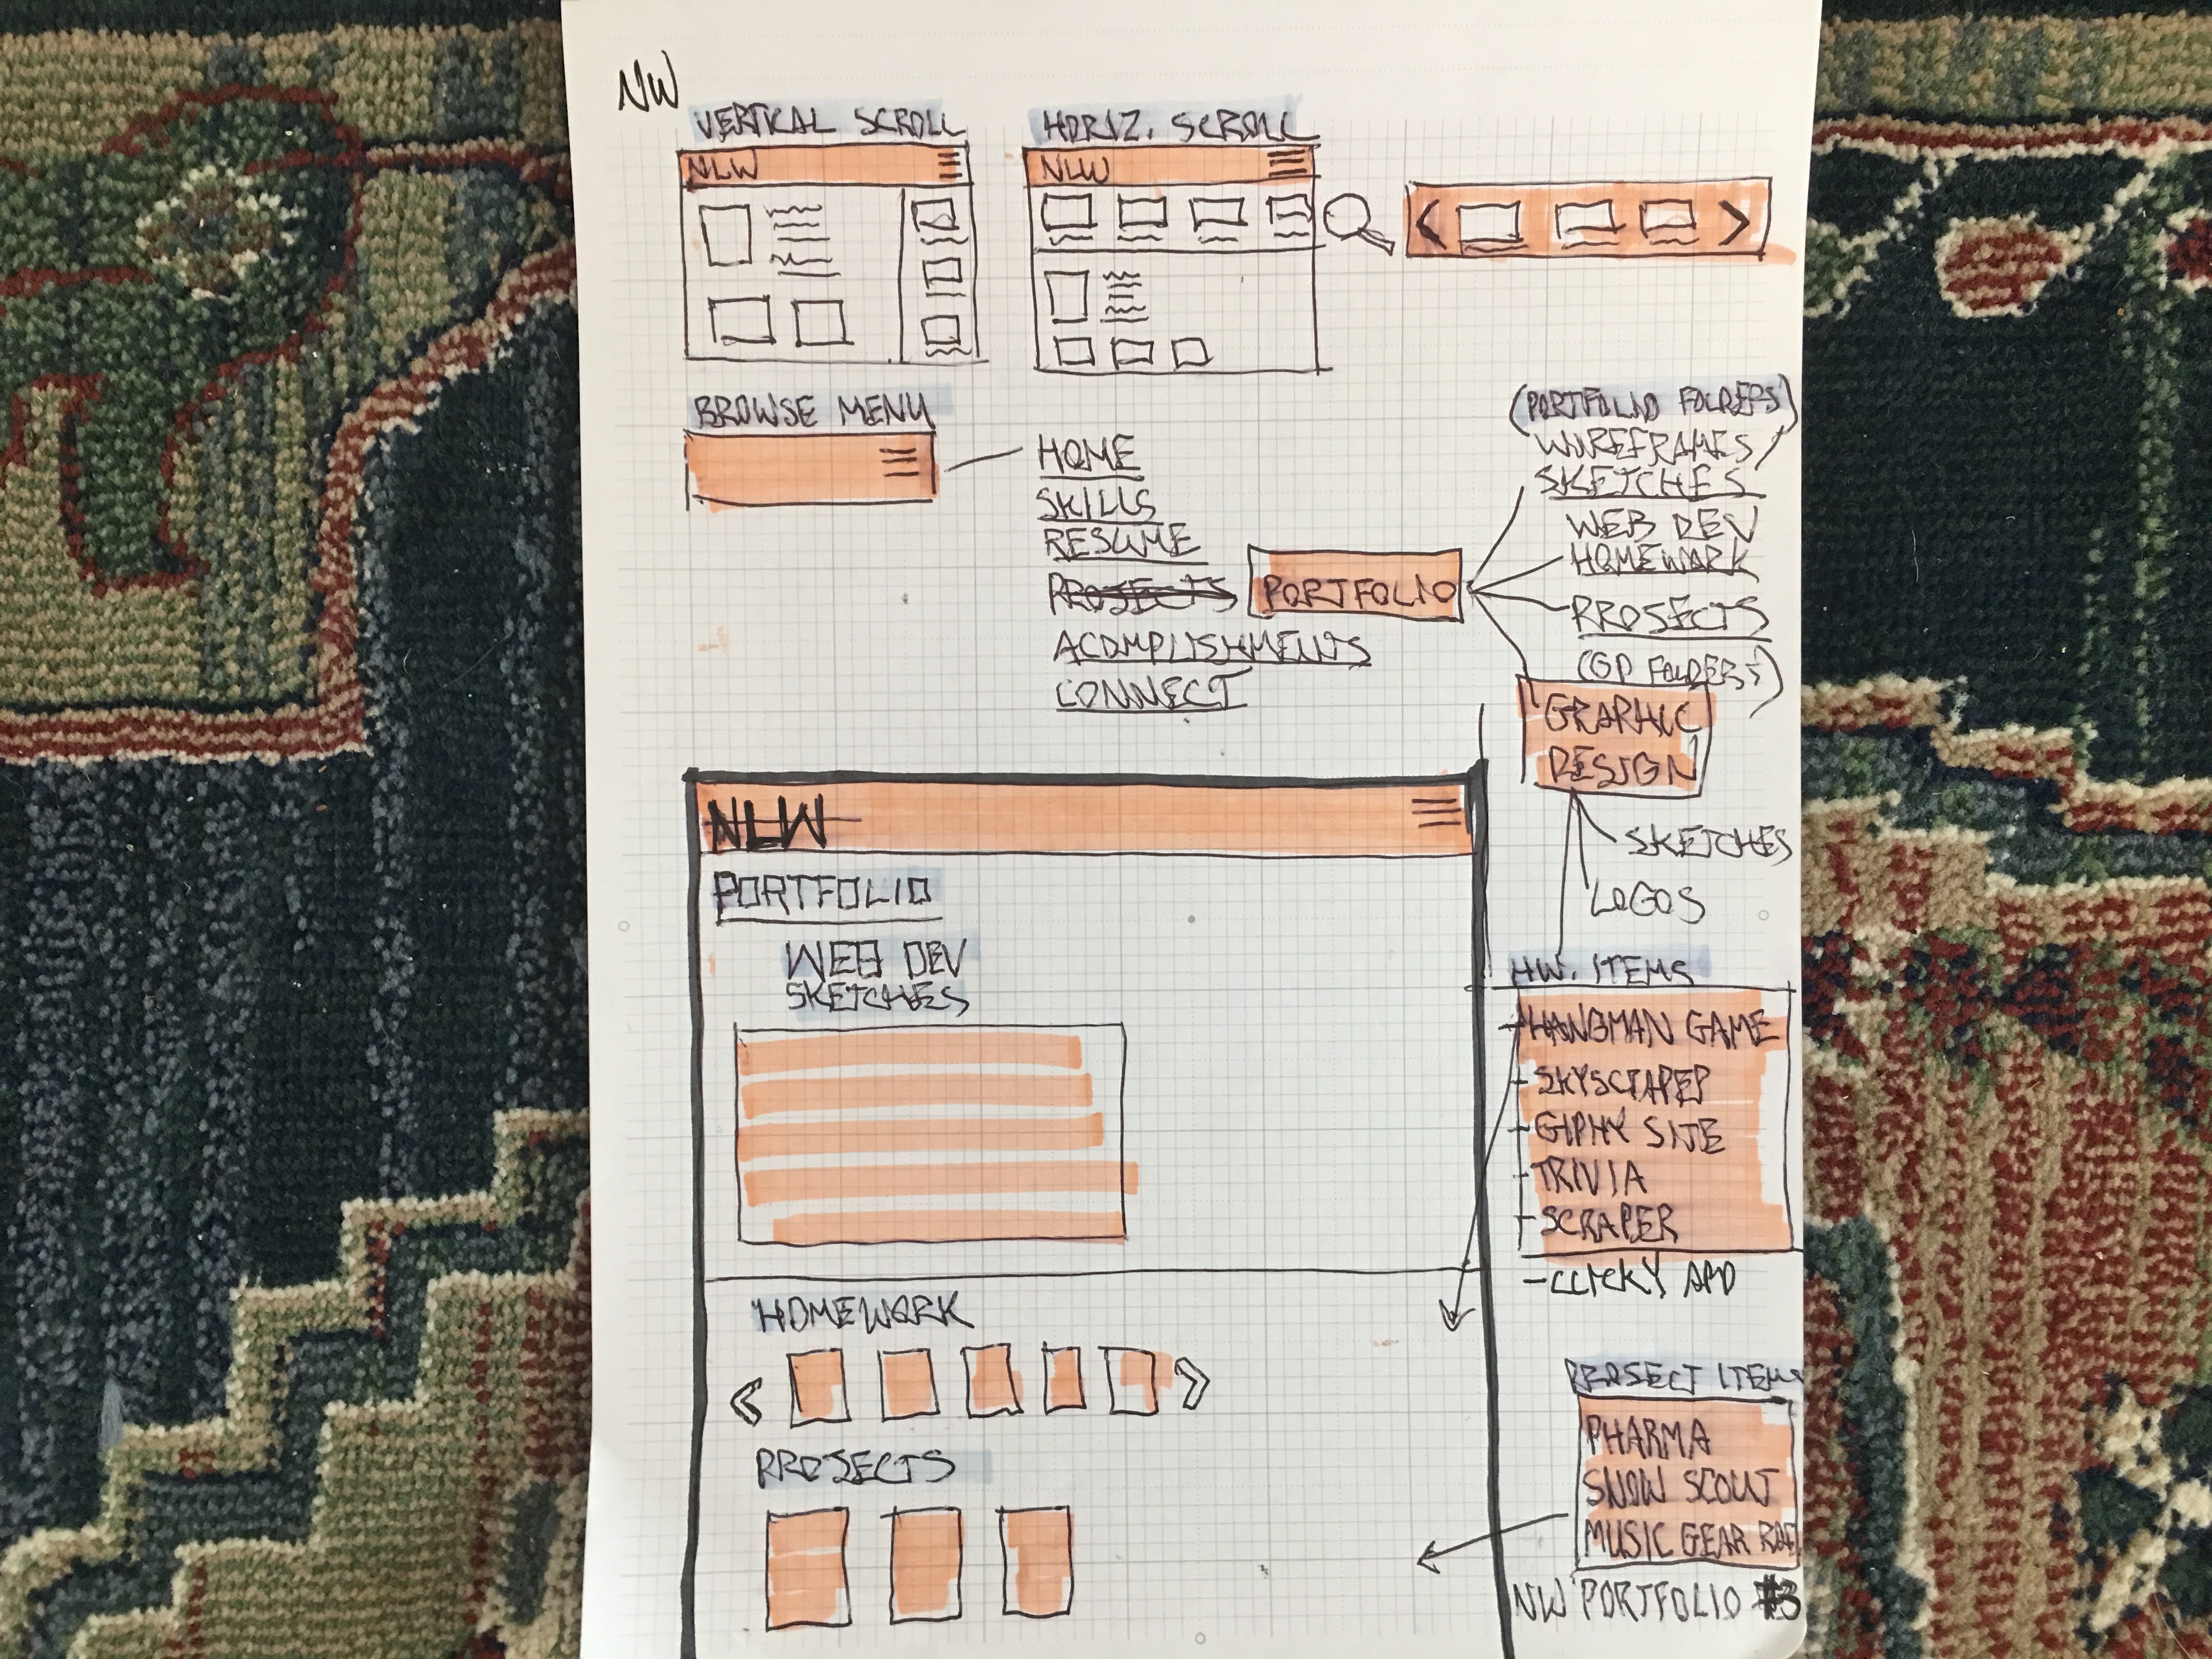 NW
VERTICAL SCROLL
NLW
HORIZ. SCROLL
NLW
BROWSE MENU
HOME
SKILLS
RESUME
PROJECTS
PORTFOLIO
ACOMPLISHMENTS
CONNECT
(PORTFOLIO FOLDERS)
WIREFRAMES/
SKETCHES
WEB DEV
HOMEWORK
PROJECTS
(GD FOLDERS)
GRAPHIC
DESIGN
SKETCHES
LOGOS
NLW
PORTFOLIO
WEB DEV
SKETCHES
HOMEWORK
PROJECTS
HW. ITEMS
-HANGMAN GAME
-SKYSCRAPER
-GIPHY SITE
-TRIVIA
-SCRAPER
-CLICKY APP
PROJECT ITEMS
PHARMA
SNOW SCOUT
MUSIC GEAR
NW PORTFOLIO #3